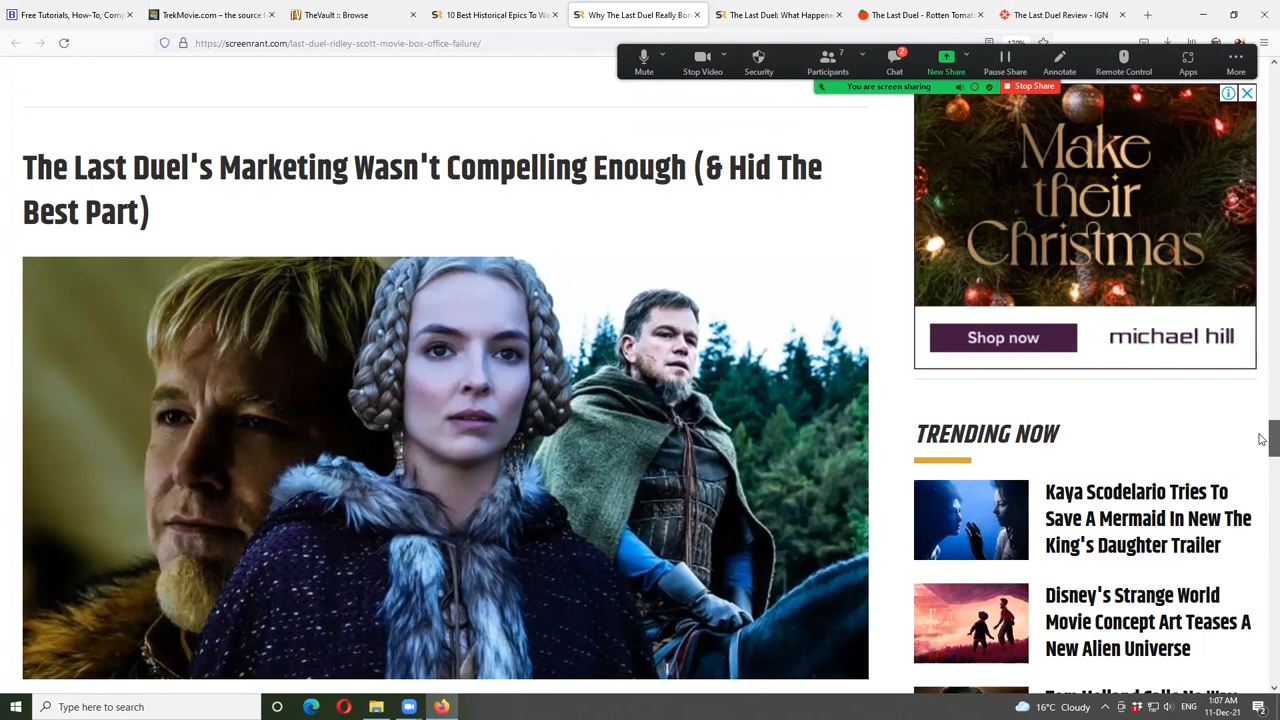 Free Tutorials, How-To, Comp
TrekMovie.com – the source f
TheVault :: Browse
10 Best Historical Epics To Wa
Why The Last Duel Really Bom
The Last Duel: What Happene
The Last Duel - Rotten Tomat
The Last Duel Review - IGN
https://screenrant.com
y-scott-movie-box-office-failure/
170%
Mute
Stop Video
Security
7
Participants
2
Chat
New Share
Pause Share
Annotate
Remote Control
Apps
More
You are screen sharing
Stop Share
The Last Duel's Marketing Wasn't Compelling Enough (& Hid The
Best Part)
Make
their
Christmas
Shop now
michael hill
TRENDING NOW
Kaya Scodelario Tries To
Save A Mermaid In New The
King's Daughter Trailer
Disney's Strange World
Movie Concept Art Teases A
New Alien Universe
Type here to search
16°C Cloudy
ENG
1:07 AM
11-Dec-21
2